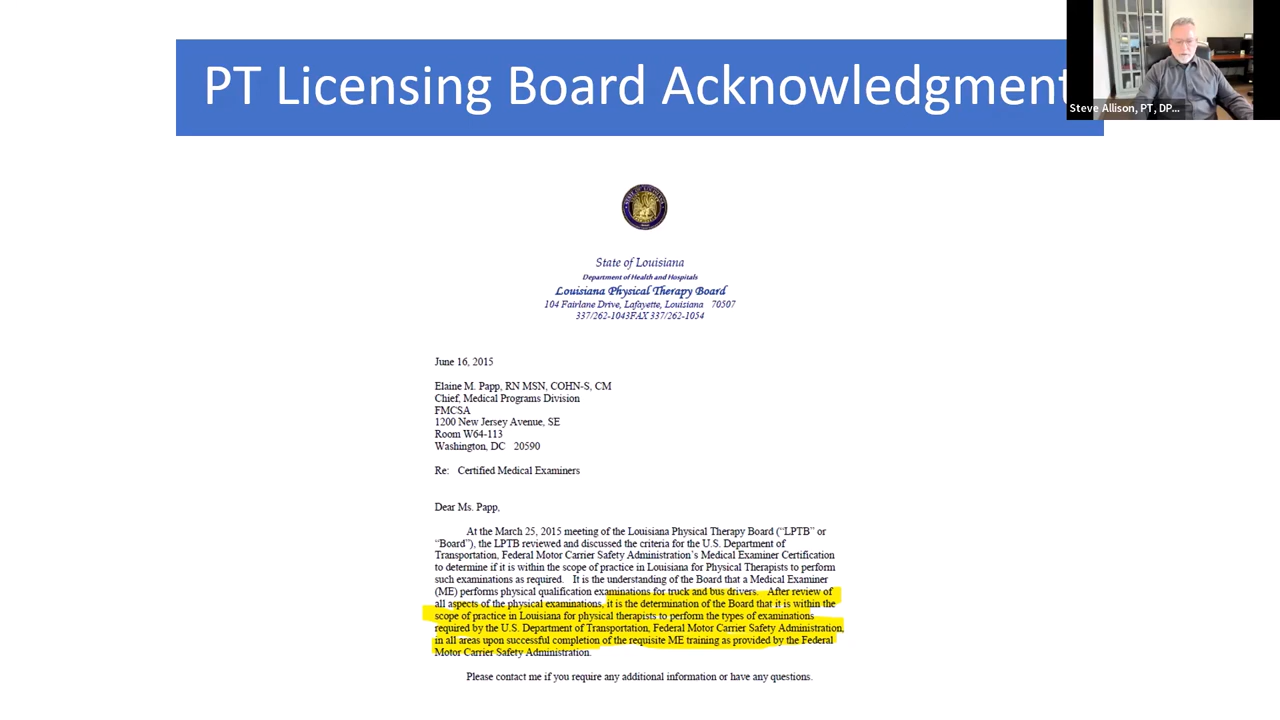 PT Licensing Board Acknowledgment
Steve Allison, PT, DP...
State of Louisiana
Department of Health and Hospitals
Louisiana Physical Therapy Board
104 Fairlane Drive, Lafayette, Louisiana 70507
337/262-1043FAX 337/262-1054
June 16, 2015
Elaine M. Papp, RN MSN, COHN-S, CM
Chief, Medical Programs Division
FMCSA
1200 New Jersey Avenue, SE
Room W64-113
Washington, DC 20590
Re: Certified Medical Examiners
Dear Ms. Papp,
At the March 25, 2015 meeting of the Louisiana Physical Therapy Board (“LPTB” or
“Board”), the LPTB reviewed and discussed the criteria for the U.S. Department of
Transportation, Federal Motor Carrier Safety Administration’s Medical Examiner Certification
to determine if it is within the scope of practice in Louisiana for Physical Therapists to perform
such examinations as required. It is the understanding of the Board that a Medical Examiner
(ME) performs physical qualification examinations for truck and bus drivers. After review of
all aspects of the physical examinations, it is the determination of the Board that it is within the
scope of practice in Louisiana for physical therapists to perform the types of examinations
required by the U.S. Department of Transportation, Federal Motor Carrier Safety Administration,
in all areas upon successful completion of the requisite ME training as provided by the Federal
Motor Carrier Safety Administration.
Please contact me if you require any additional information or have any questions.